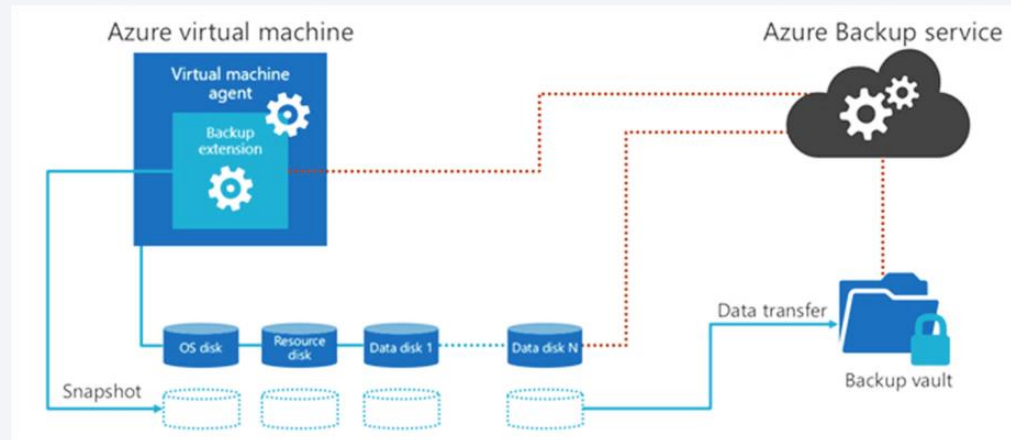 Azure virtual machine
Azure Backup service
Virtual machine
agent
Backup
extension
OS disk
Resource
disk
Data disk 1
Data disk N
Data transfer
Snapshot
Backup vault